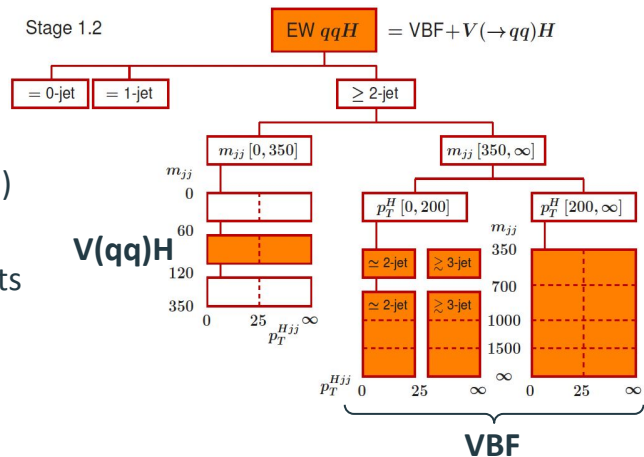 Stage 1.2
EW qqH = VBF+V(→qq)H
= 0-jet
= 1-jet
≥ 2-jet
m_jj [0, 350]
m_jj [350, ∞]
m_jj
0
60
120
350
0 25 ∞
p_T^Hjj
)
V(qq)H
ts
p_T^H [0, 200]
p_T^H [200, ∞]
m_jj
350
700
1000
1500
∞
≃ 2-jet
≳ 3-jet
≃ 2-jet
≳ 3-jet
p_T^Hjj 0 25 ∞ 0 25 ∞
VBF